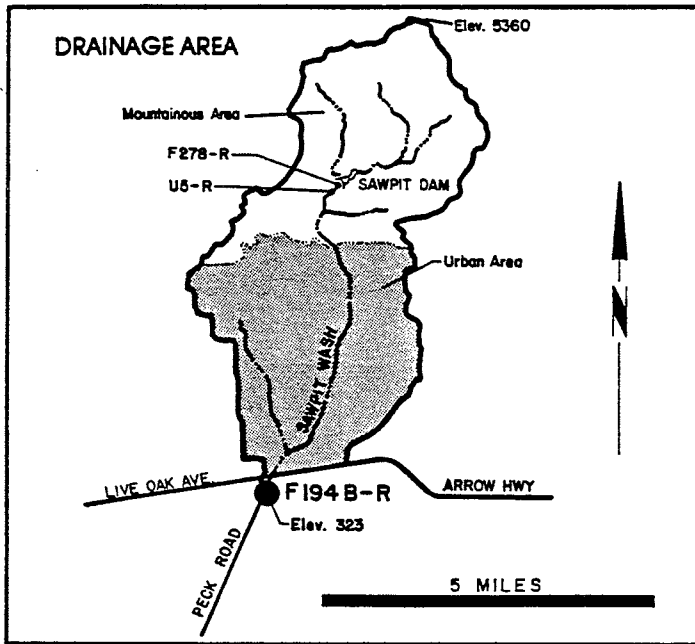 Elev. 5360
DRAINAGE AREA
Mountainous Area
F278-R
U5-R
SAWPIT DAM
Urban Area
SAWPIT WASH
N
LIVE OAK AVE.
F194B-R
ARROW HWY
Elev. 323
PECK ROAD
5 MILES